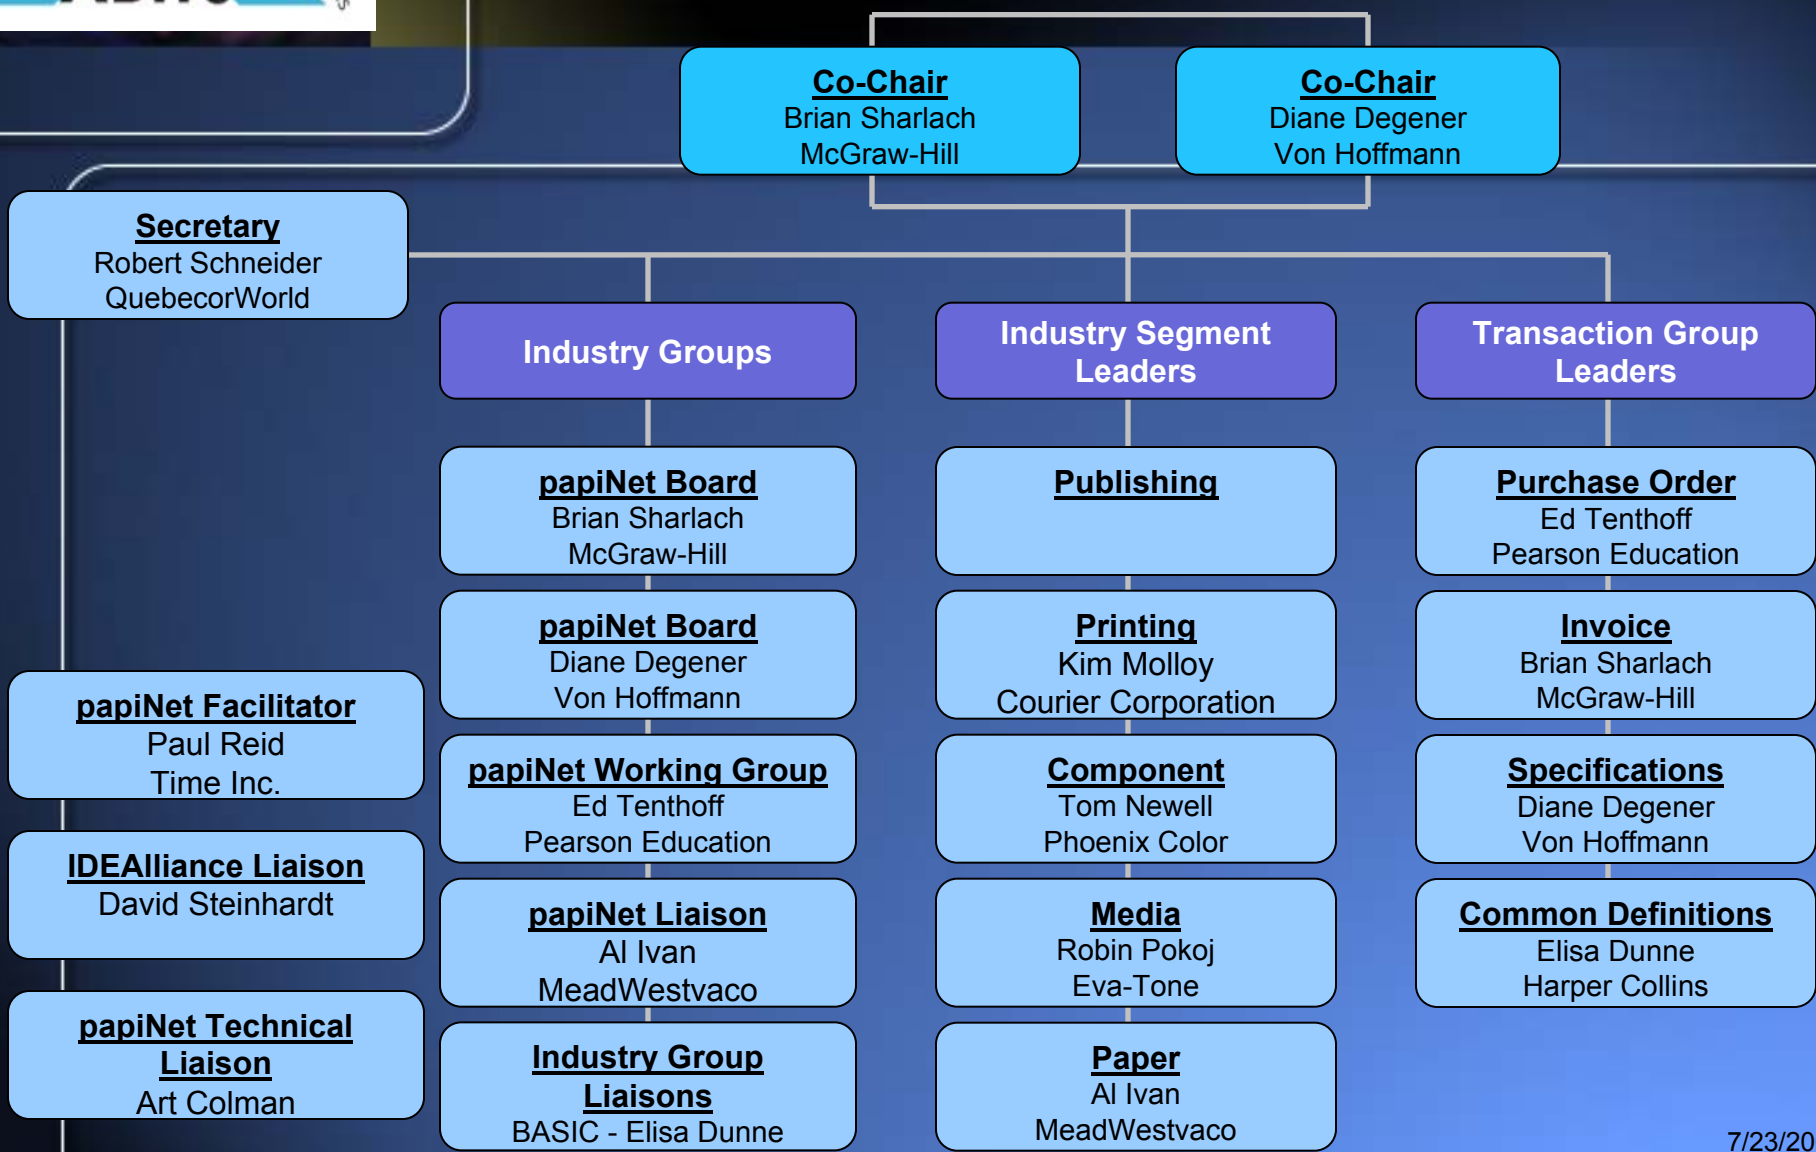 Co-Chair
Brian Sharlach
McGraw-Hill
Co-Chair
Diane Degener
Von Hoffmann
Secretary
Robert Schneider
QuebecorWorld
Industry Groups
papiNet Board
Brian Sharlach
McGraw-Hill
papiNet Board
Diane Degener
Von Hoffmann
papiNet Working Group
Ed Tenthoff
Pearson Education
papiNet Liaison
Al Ivan
MeadWestvaco
Industry Group
Liaisons
BASIC - Elisa Dunne
Industry Segment
Leaders
Publishing
Printing
Kim Molloy
Courier Corporation
Component
Tom Newell
Phoenix Color
Media
Robin Pokoj
Eva-Tone
Paper
Al Ivan
MeadWestvaco
Transaction Group
Leaders
Purchase Order
Ed Tenthoff
Pearson Education
Invoice
Brian Sharlach
McGraw-Hill
Specifications
Diane Degener
Von Hoffmann
Common Definitions
Elisa Dunne
Harper Collins
papiNet Facilitator
Paul Reid
Time Inc.
IDEAlliance Liaison
David Steinhardt
papiNet Technical
Liaison
Art Colman
7/23/20